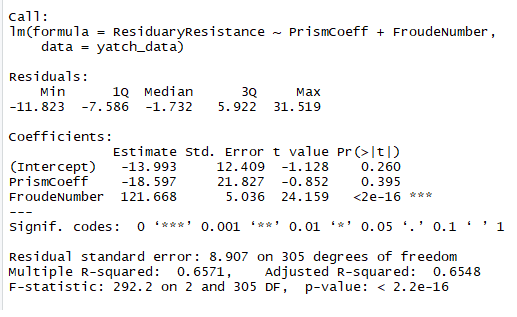 Call:
lm(formula = ResiduaryResistance ~ PrismCoeff + FroudeNumber,
    data = yatch_data)
Residuals:
    Min      1Q  Median      3Q     Max
-11.823  -7.586  -1.732   5.922  31.519
Coefficients:
             Estimate Std. Error t value Pr(>|t|)
(Intercept)   -13.993     12.409  -1.128    0.260
PrismCoeff    -18.597     21.827  -0.852    0.395
FroudeNumber  121.668      5.036  24.159   <2e-16 ***
---
Signif. codes:  0 ‘***’ 0.001 ‘**’ 0.01 ‘*’ 0.05 ‘.’ 0.1 ‘ ’ 1
Residual standard error: 8.907 on 305 degrees of freedom
Multiple R-squared:  0.6571,    Adjusted R-squared:  0.6548
F-statistic: 292.2 on 2 and 305 DF,  p-value: < 2.2e-16